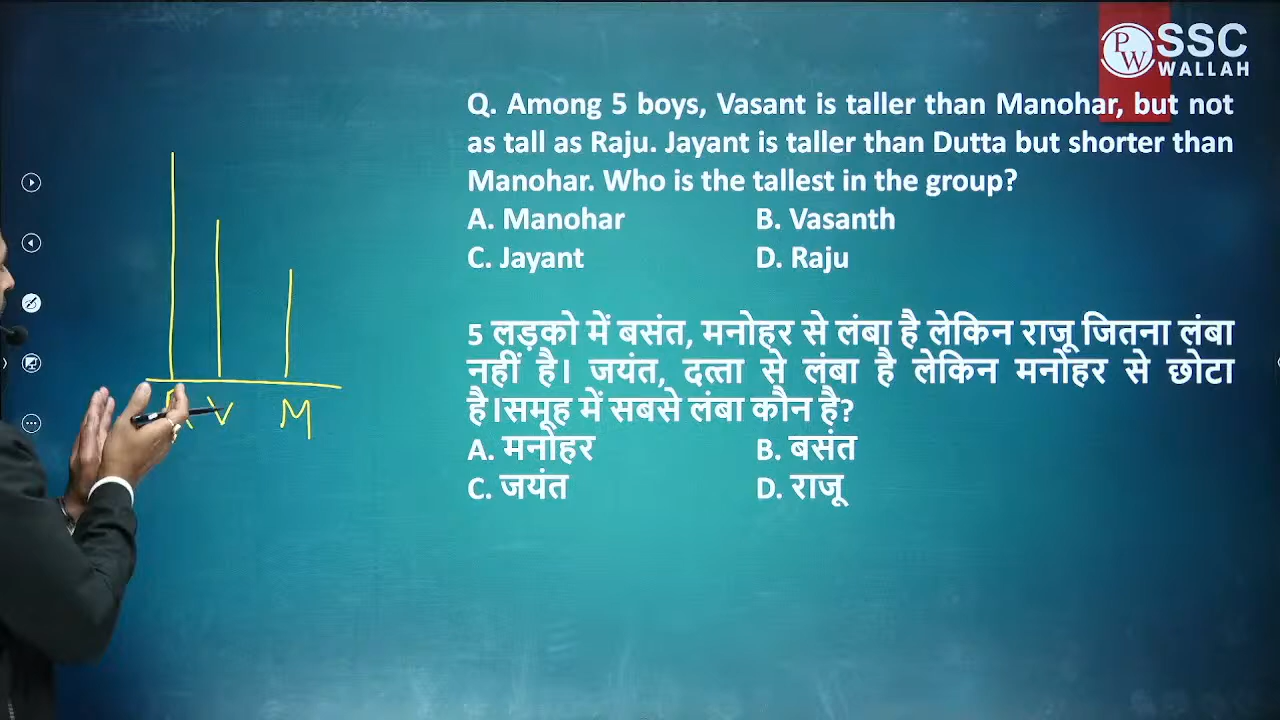 PW
SSC
WALLAH
Q. Among 5 boys, Vasant is taller than Manohar, but not
as tall as Raju. Jayant is taller than Dutta but shorter than
Manohar. Who is the tallest in the group?
A. Manohar B. Vasanth
C. Jayant D. Raju
5 लड़को में बसंत, मनोहर से लंबा है लेकिन राजू जितना लंबा
नहीं है। जयंत, दत्ता से लंबा है लेकिन मनोहर से छोटा
है।समूह में सबसे लंबा कौन है?
A. मनोहर B. बसंत
C. जयंत D. राजू
V M